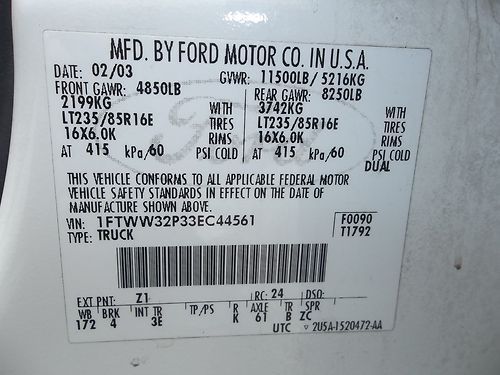 MFD. BY FORD MOTOR CO. IN U.S.A.
DATE: 02/03 GVWR: 11500LB/ 5216KG
FRONT GAWR: 4850LB REAR GAWR: 8250LB
2199KG WITH 3742KG WITH
LT235/85R16E TIRES LT235/85R16E TIRES
16X6.0K RIMS 16X6.0K RIMS
AT 415 kPa/60 PSI COLD AT 415 kPa/60 PSI COLD
DUAL
THIS VEHICLE CONFORMS TO ALL APPLICABLE FEDERAL MOTOR
VEHICLE SAFETY STANDARDS IN EFFECT ON THE DATE OF
MANUFACTURE SHOWN ABOVE.
VIN: 1FTWW32P33EC44561 F0090
TYPE: TRUCK T1792
EXT PNT: Z1 RC: 24 DSO:
WB BRK INT TR TP/PS R AXLE TR SPR
172 4 3E K 61 B ZC
UTC 2U5A-1520472-AA
Ford